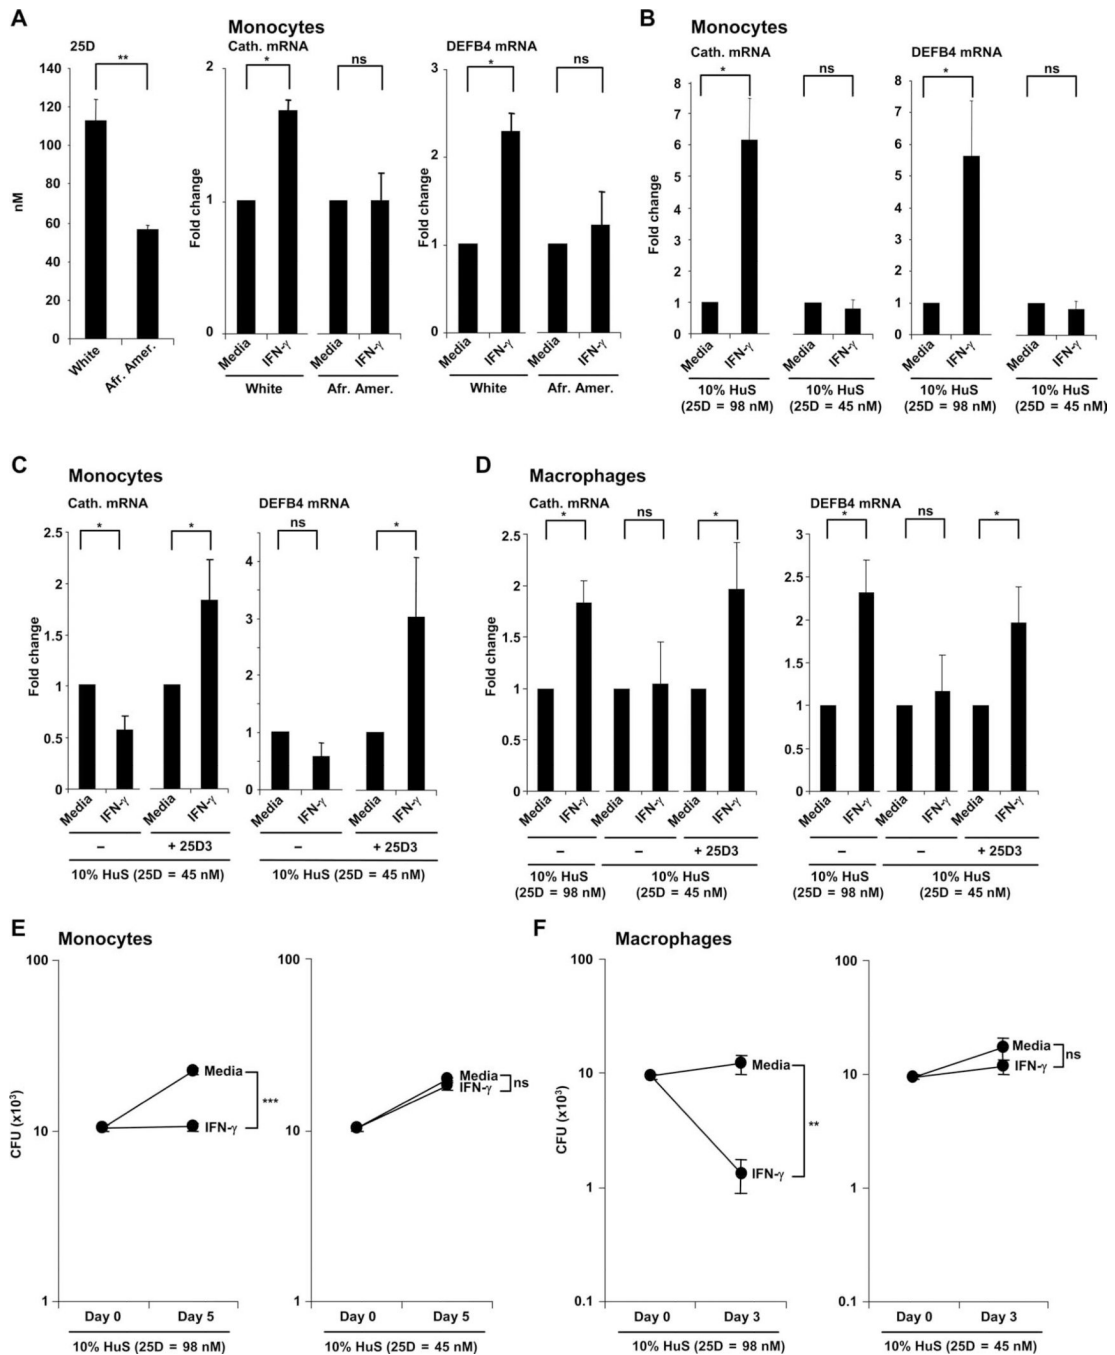 A
Monocytes
25D
Cath. mRNA
DEFB4 mRNA
**
*
ns
*
ns
nM
140
120
100
80
60
40
20
0
White
Afr. Amer.
Fold change
2
1
0
Media
IFN-γ
Media
IFN-γ
White
Afr. Amer.
Fold change
3
2
1
0
Media
IFN-γ
Media
IFN-γ
White
Afr. Amer.
B
Monocytes
Cath. mRNA
DEFB4 mRNA
*
ns
*
ns
Fold change
8
7
6
5
4
3
2
1
0
Media
IFN-γ
Media
IFN-γ
10% HuS
(25D = 98 nM)
10% HuS
(25D = 45 nM)
8
7
6
5
4
3
2
1
0
Media
IFN-γ
Media
IFN-γ
10% HuS
(25D = 98 nM)
10% HuS
(25D = 45 nM)
C
Monocytes
Cath. mRNA
DEFB4 mRNA
*
*
ns
*
Fold change
2.5
2
1.5
1
0.5
0
Media
IFN-γ
Media
IFN-γ
–
+ 25D3
10% HuS (25D = 45 nM)
4
3
2
1
0
Media
IFN-γ
Media
IFN-γ
–
+ 25D3
10% HuS (25D = 45 nM)
D
Macrophages
Cath. mRNA
DEFB4 mRNA
*
ns
*
*
ns
*
Fold change
2.5
2
1.5
1
0.5
0
Media
IFN-γ
Media
IFN-γ
Media
IFN-γ
–
–
+ 25D3
10% HuS
(25D = 98 nM)
10% HuS
(25D = 45 nM)
3
2.5
2
1.5
1
0.5
0
Media
IFN-γ
Media
IFN-γ
Media
IFN-γ
–
–
+ 25D3
10% HuS
(25D = 98 nM)
10% HuS
(25D = 45 nM)
E
Monocytes
CFU (x10³)
100
10
1
Media
IFN-γ
***
Day 0
Day 5
10% HuS (25D = 98 nM)
100
10
1
Media
IFN-γ
ns
Day 0
Day 5
10% HuS (25D = 45 nM)
F
Macrophages
CFU (x10³)
100
10
1
0.1
Media
IFN-γ
**
Day 0
Day 3
10% HuS (25D = 98 nM)
100
10
1
0.1
Media
IFN-γ
ns
Day 0
Day 3
10% HuS (25D = 45 nM)